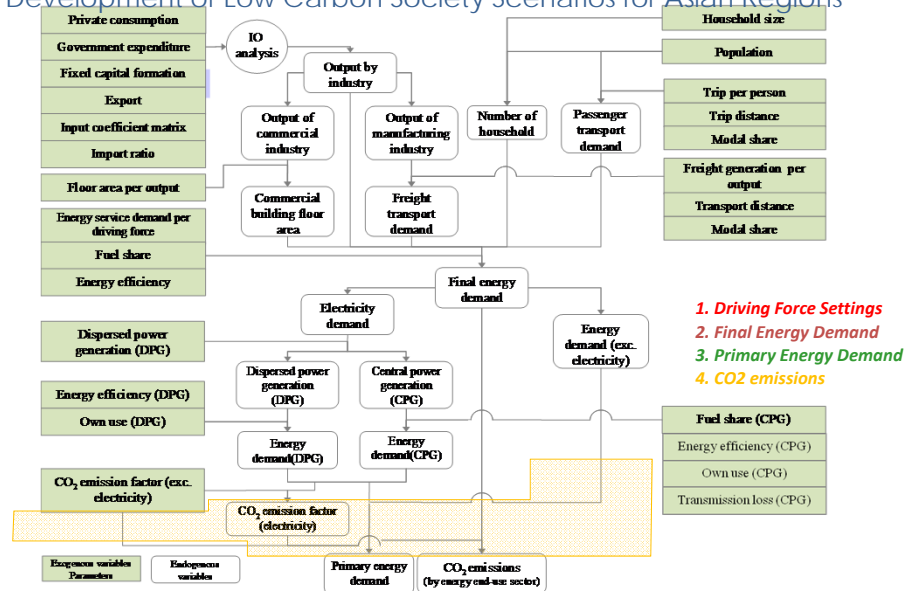 Development of Low Carbon Society Scenarios for Asian Regions
Private consumption
Government expenditure
Fixed capital formation
Export
Input coefficient matrix
Import ratio
Floor area per output
Energy service demand per
driving force
Fuel share
Energy efficiency
IO
analysis
Output by
industry
Output of
commercial
industry
Output of
manufacturing
industry
Number of
household
Passenger
transport
demand
Commercial
building floor
area
Freight
transport
demand
Household size
Population
Trip per person
Trip distance
Modal share
Freight generation per
output
Transport distance
Modal share
Final energy
demand
Electricity
demand
Energy
demand (exc.
electricity)
1. Driving Force Settings
2. Final Energy Demand
3. Primary Energy Demand
4. CO2 emissions
Dispersed power
generation (DPG)
Energy efficiency (DPG)
Own use (DPG)
Dispersed power
generation
(DPG)
Central power
generation
(CPG)
Energy
demand(DPG)
Energy
demand(CPG)
Fuel share (CPG)
Energy efficiency (CPG)
Own use (CPG)
Transmission loss (CPG)
CO2 emission factor (exc.
electricity)
CO2 emission factor
(electricity)
Exogenous variables
Parameters
Endogenous
variables
Primary energy
demand
CO2 emissions
(by energy end-use sector)